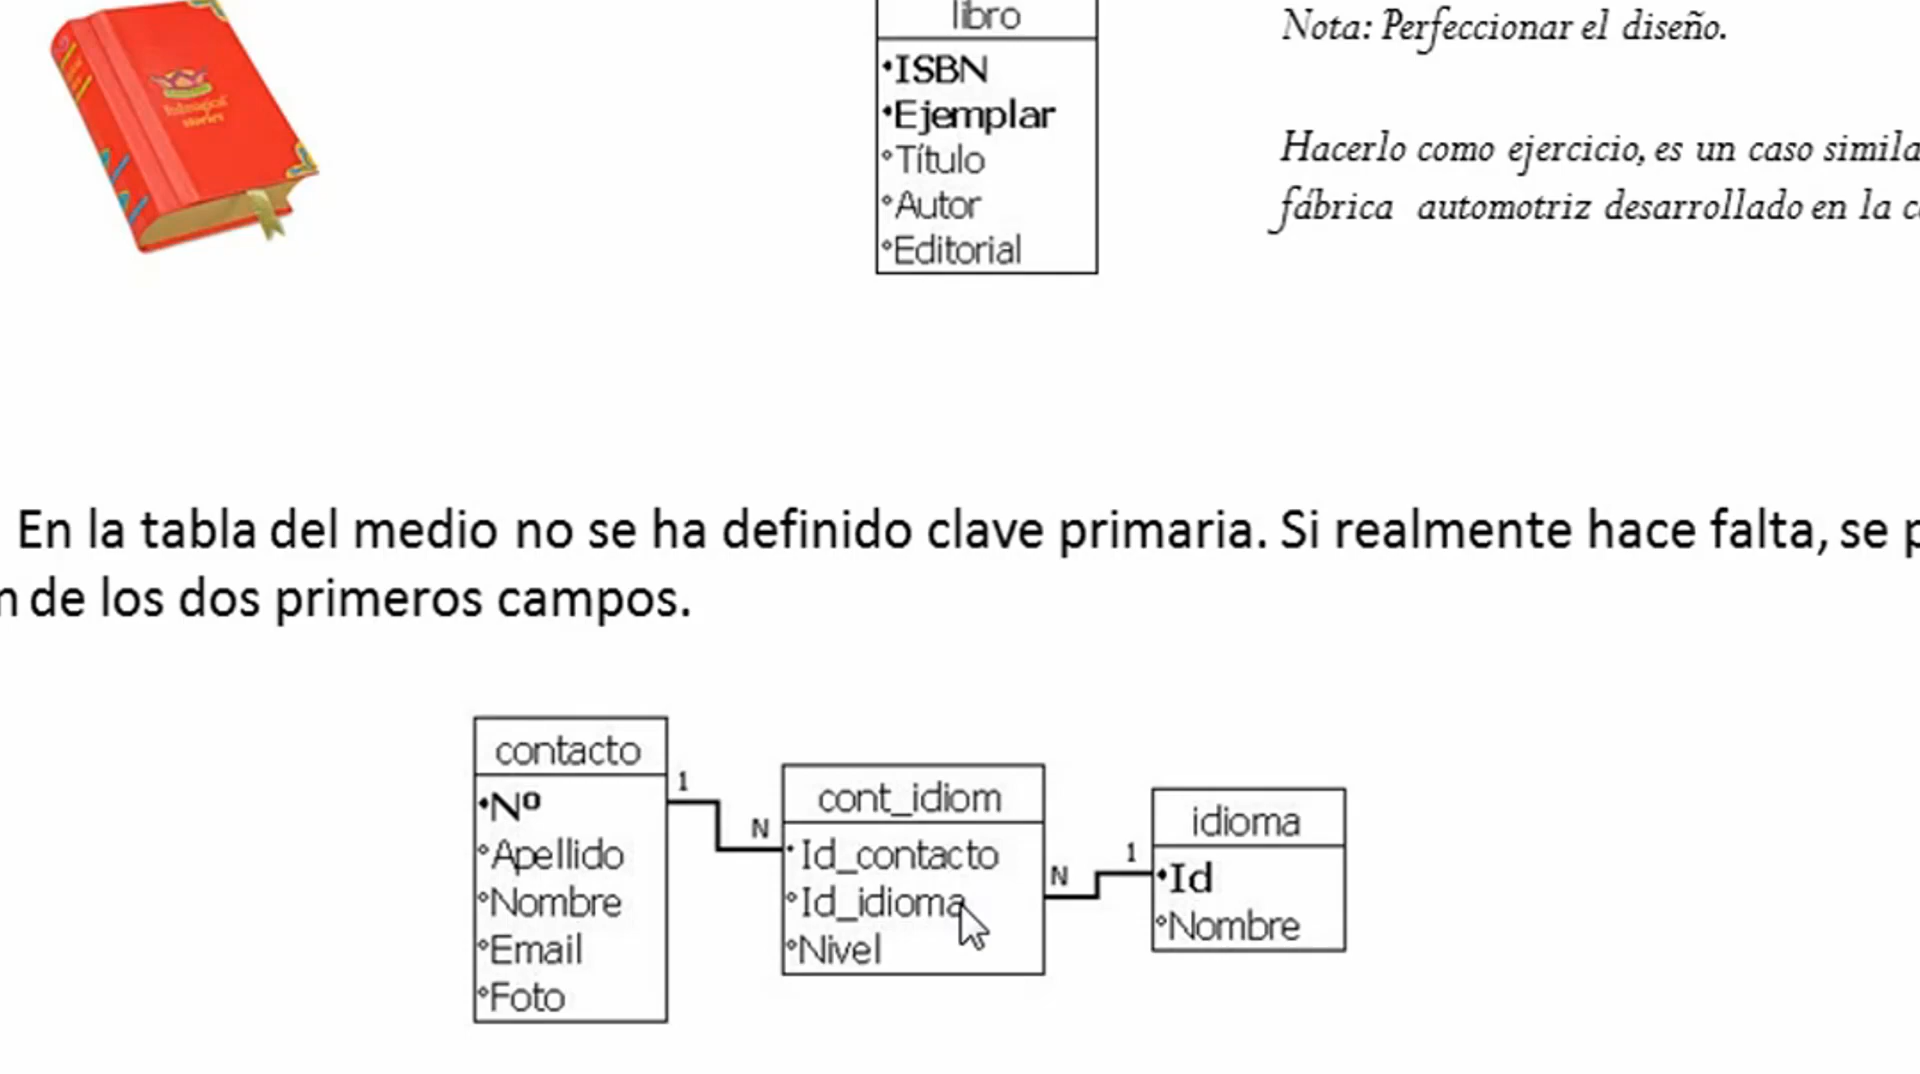 libro
•ISBN
•Ejemplar
°Título
°Autor
°Editorial
Nota: Perfeccionar el diseño.
Hacerlo como ejercicio, es un caso simila
fábrica automotriz desarrollado en la c
En la tabla del medio no se ha definido clave primaria. Si realmente hace falta, se p
n de los dos primeros campos.
contacto
•Nº
°Apellido
°Nombre
°Email
°Foto
1
N
cont_idiom
•Id_contacto
°Id_idioma
°Nivel
N
1
idioma
•Id
°Nombre